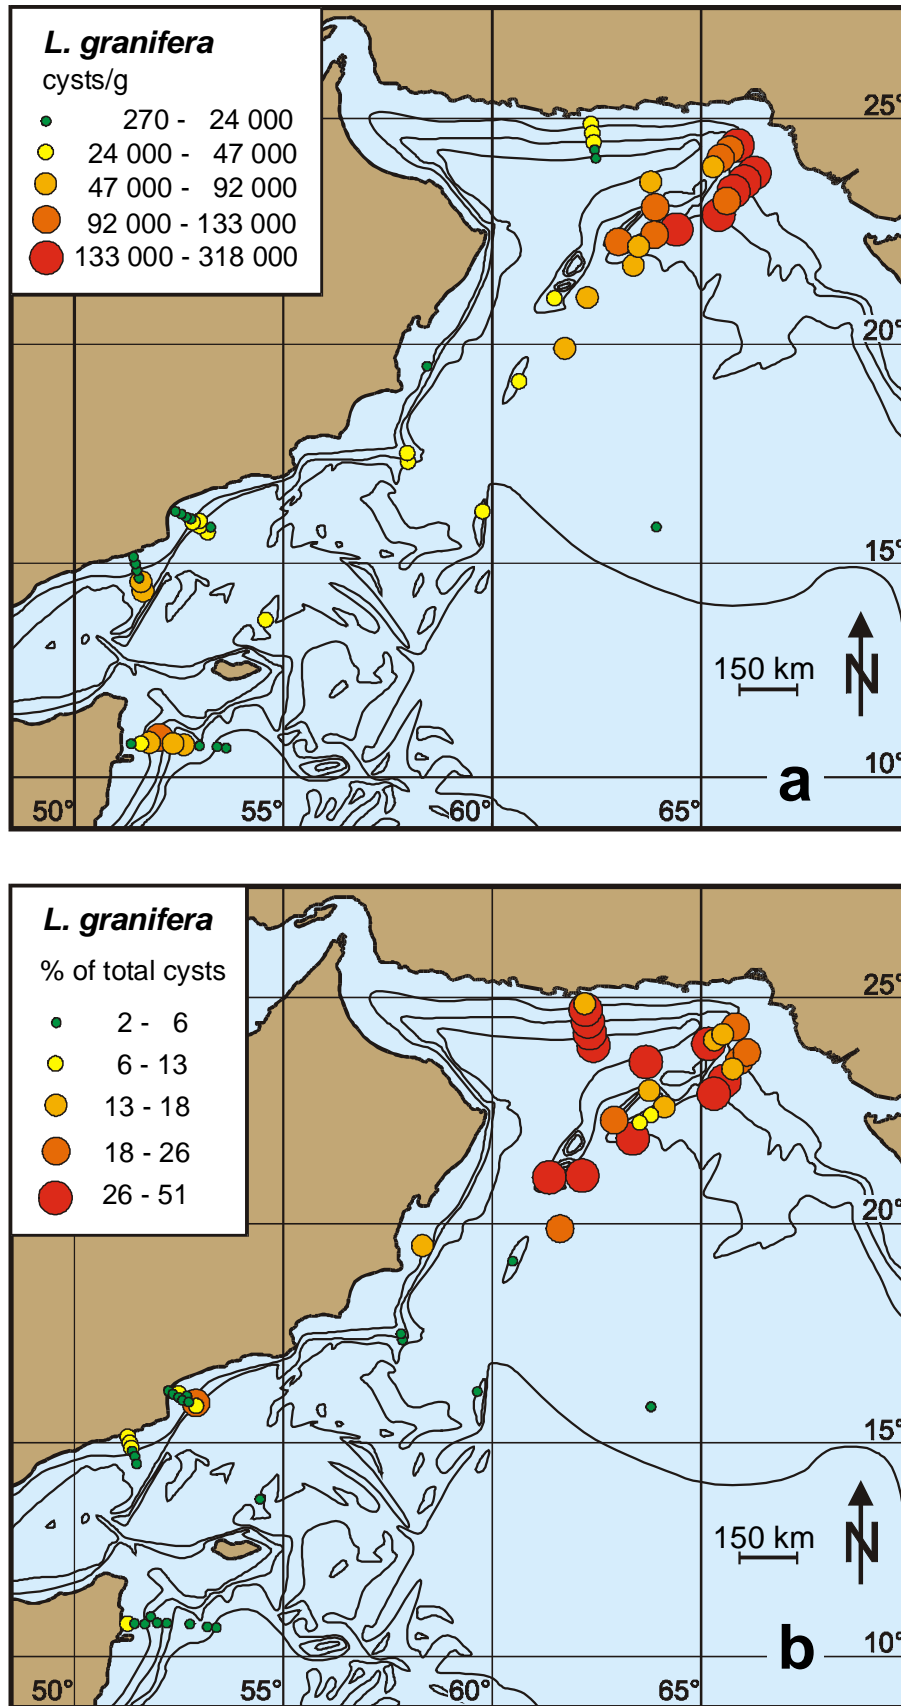 L. granifera
cysts/g
270 - 24 000
24 000 - 47 000
47 000 - 92 000
92 000 - 133 000
133 000 - 318 000
25°
20°
15°
150 km
N
10°
a
50°
55°
60°
65°
L. granifera
% of total cysts
2 - 6
6 - 13
13 - 18
18 - 26
26 - 51
25°
20°
15°
150 km
N
10°
b
50°
55°
60°
65°